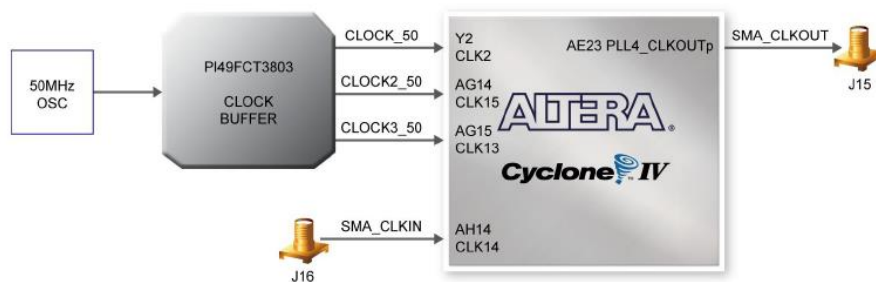 50MHz
OSC
PI49FCT3803
CLOCK
BUFFER
CLOCK_50
CLOCK2_50
CLOCK3_50
SMA_CLKIN
J16
Y2
CLK2
AG14
CLK15
AG15
CLK13
AH14
CLK14
AE23 PLL4_CLKOUTp
ALTERA®
Cyclone IV
SMA_CLKOUT
J15